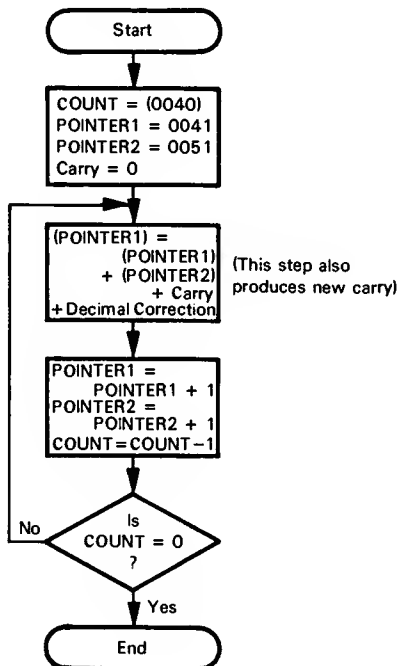 Start
COUNT = (0040)
POINTER1 = 0041
POINTER2 = 0051
Carry = 0
(POINTER1) =
(POINTER1)
+ (POINTER2)
+ Carry
+Decimal Correction
(This step also
produces new carry)
POINTER1 =
POINTER1 + 1
POINTER2 =
POINTER2 + 1
COUNT=COUNT-1
Is
COUNT = 0
?
No
Yes
End